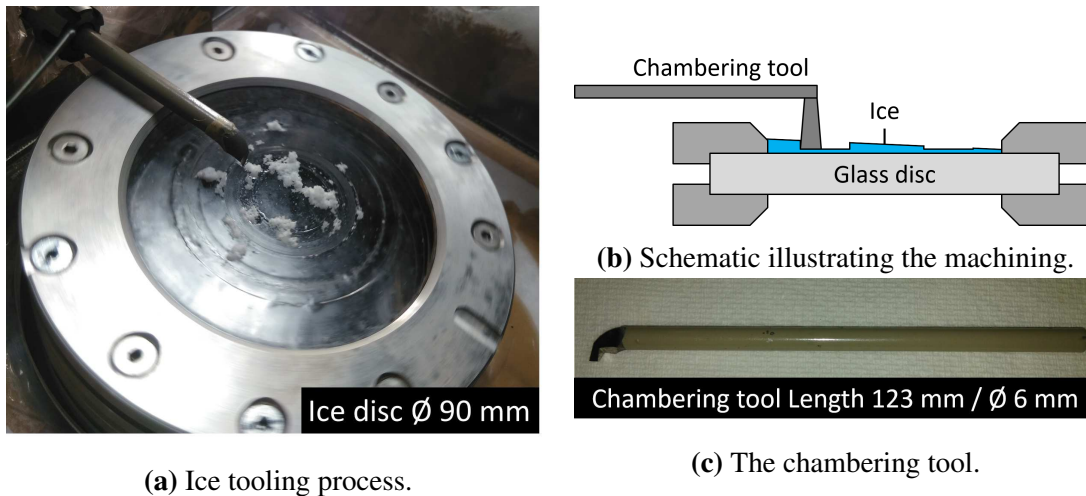 Ice disc Ø 90 mm
(a) Ice tooling process.
Chambering tool
Ice
Glass disc
(b) Schematic illustrating the machining.
Chambering tool Length 123 mm / Ø 6 mm
(c) The chambering tool.